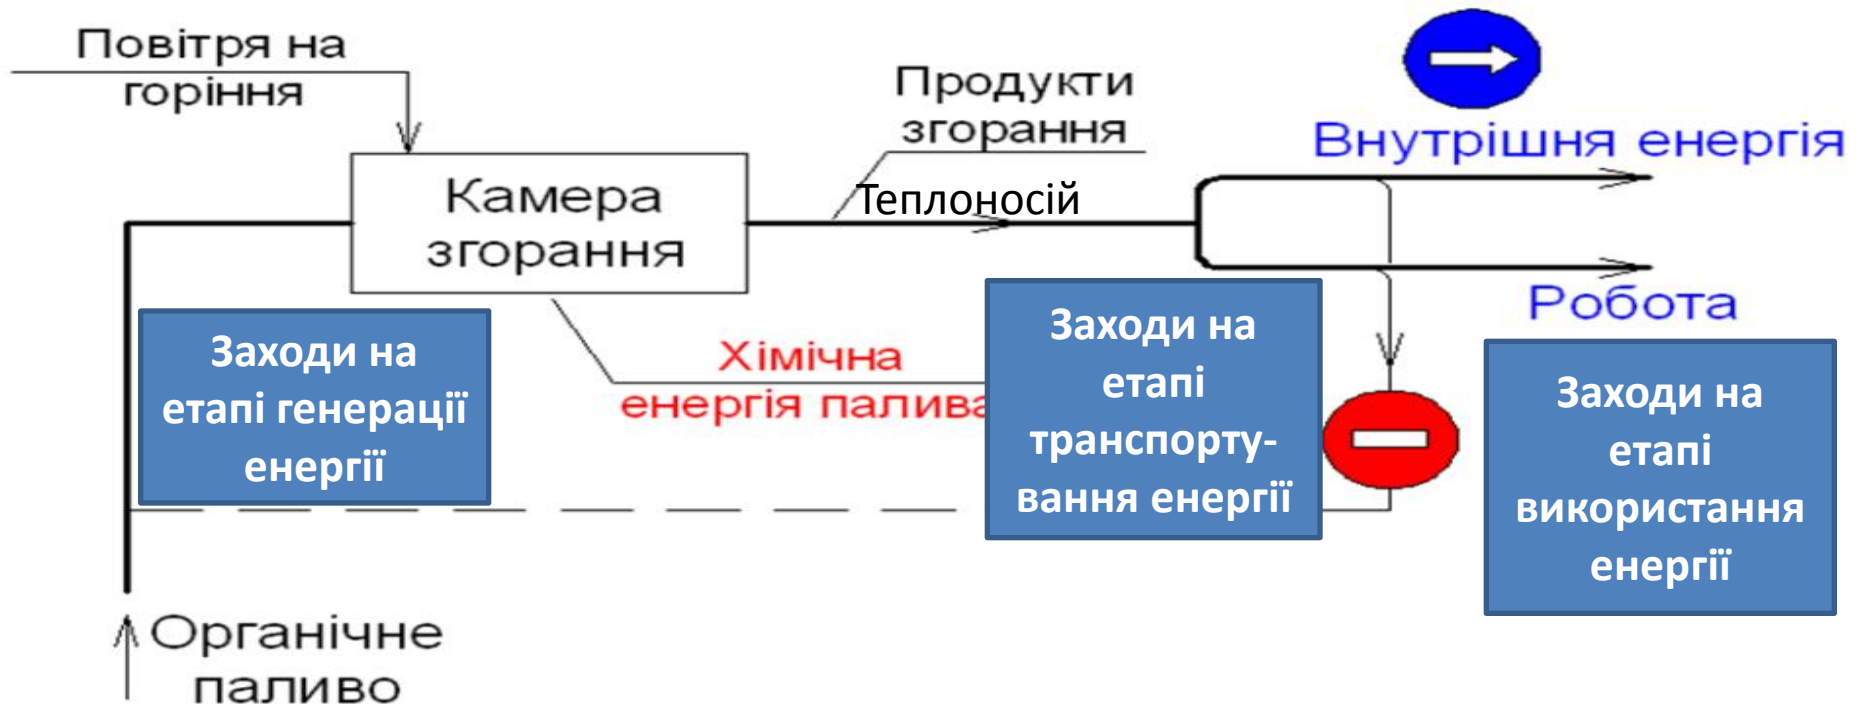 Повітря на
горіння
Продукти
згорання
Внутрішня енергія
Камера
згорання
Теплоносій
Робота
Заходи на
етапі генерації
енергії
Хімічна
енергія палива
Заходи на
етапі
транспорту-
вання енергії
Заходи на
етапі
використання
енергії
Органічне
паливо